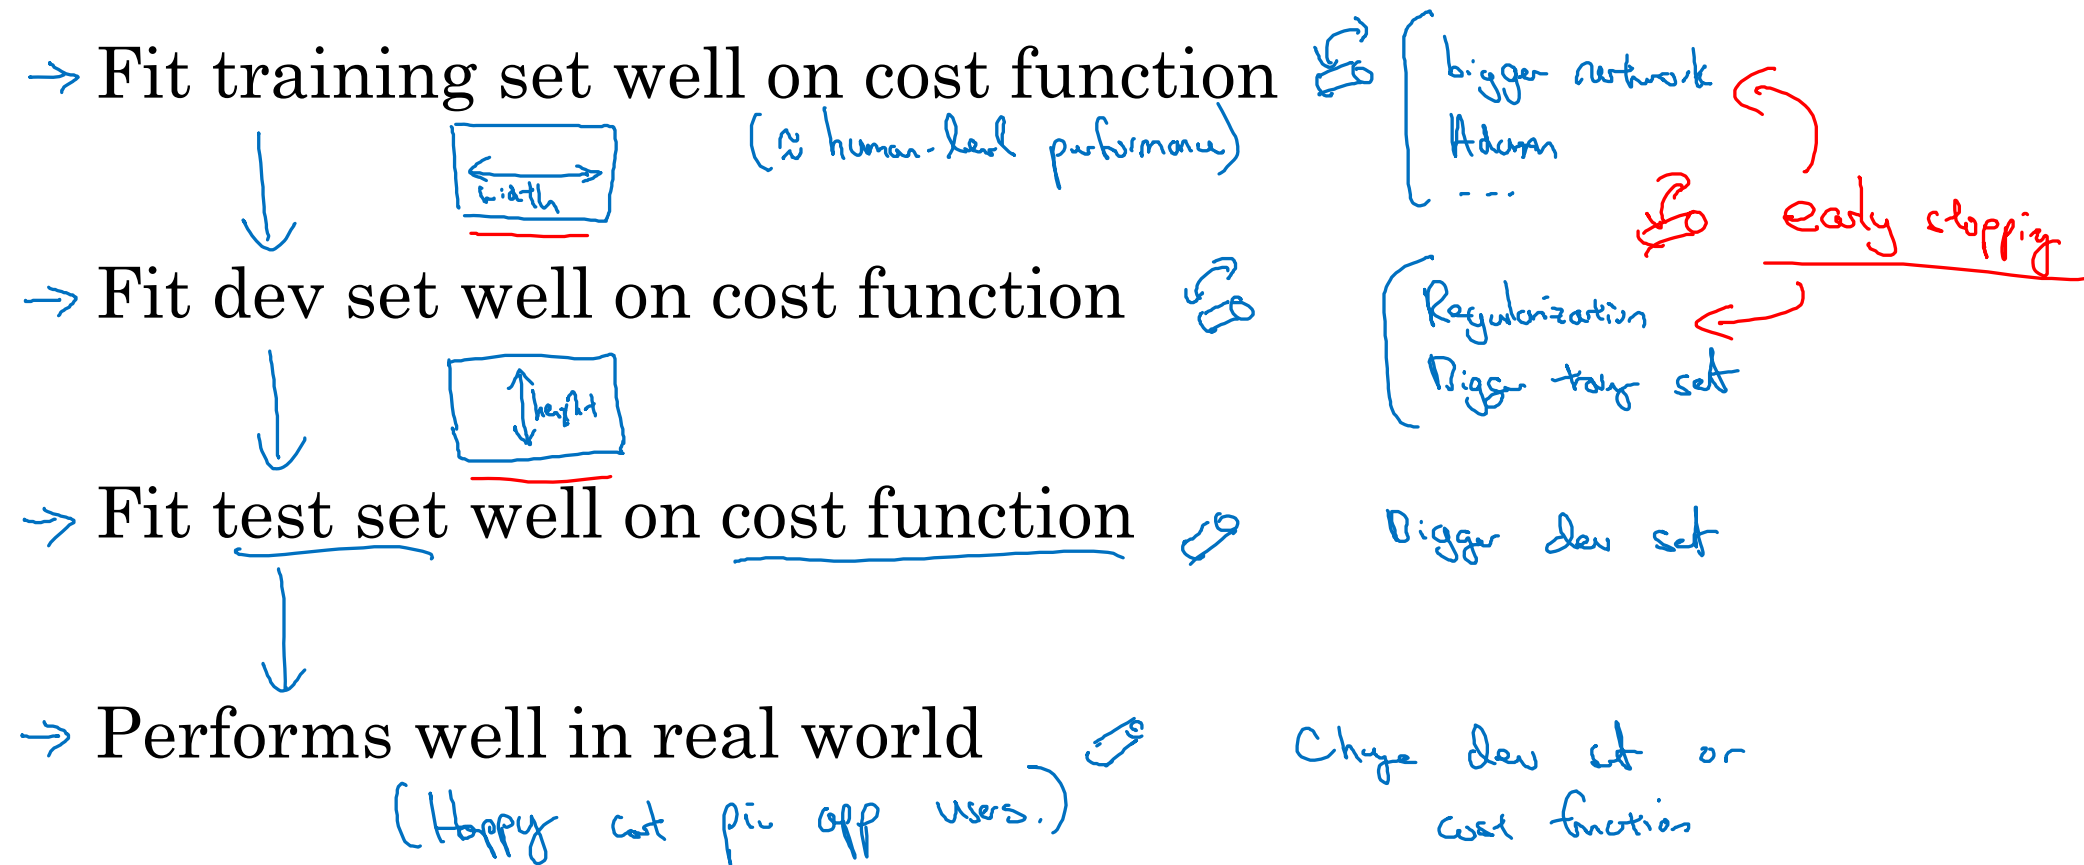 → Fit training set well on cost function
(≈ human-level performance)
bigger network
Adam
...
width
early stopping
→ Fit dev set well on cost function
Regularization
Bigger set
height
→ Fit test set well on cost function
Bigger dev set
→ Performs well in real world
Change dev set or
cost function
(Happy cat pic app users.)